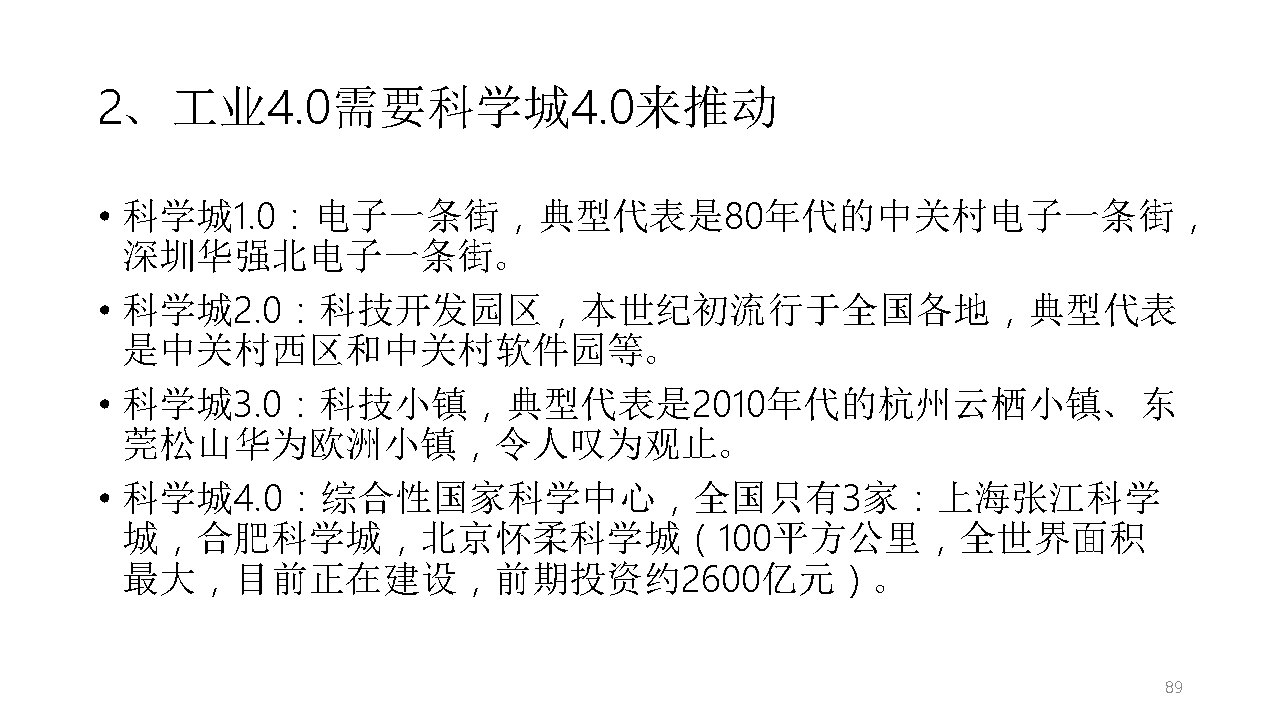 2、工业4.0需要科学城4.0来推动
• 科学城1.0：电子一条街，典型代表是80年代的中关村电子一条街，
深圳华强北电子一条街。
• 科学城2.0：科技开发园区，本世纪初流行于全国各地，典型代表
是中关村西区和中关村软件园等。
• 科学城3.0：科技小镇，典型代表是2010年代的杭州云栖小镇、东
莞松山华为欧洲小镇，令人叹为观止。
• 科学城4.0：综合性国家科学中心，全国只有3家：上海张江科学
城，合肥科学城，北京怀柔科学城（100平方公里，全世界面积
最大，目前正在建设，前期投资约2600亿元）。
89